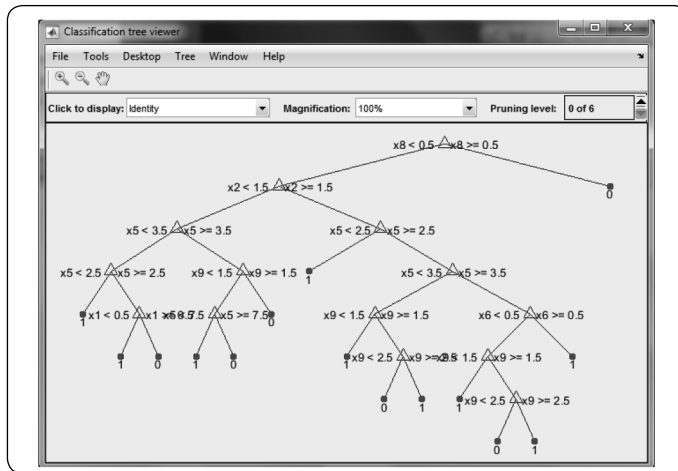 Classification tree viewer
File Tools Desktop Tree Window Help
Click to display: Identity Magnification: 100% Pruning level: 0 of 6
x8 < 0.5 x8 >= 0.5
x2 < 1.5 x2 >= 1.5 0
x5 < 3.5 x5 >= 3.5 x5 < 2.5 x5 >= 2.5
x5 < 2.5 x5 >= 2.5 x9 < 1.5 x9 >= 1.5 1 x5 < 3.5 x5 >= 3.5
1 x1 < 0.5 x5 >= 7.5 0 x9 < 1.5 x9 >= 1.5 x6 < 0.5 x6 >= 0.5
1 0 1 0 1 x9 < 2.5 x9 >= 1.5 1
0 1 1 x9 < 2.5 x9 >= 2.5
0 1